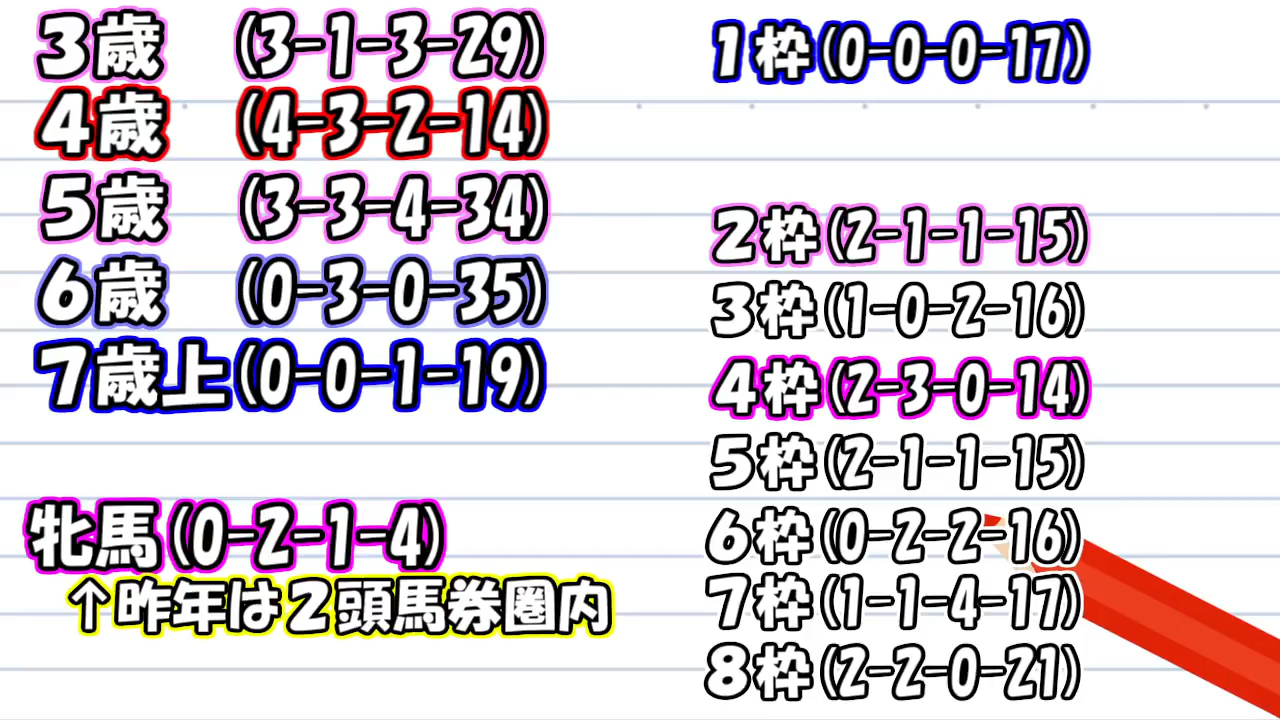 3歳 (3-1-3-29)
4歳 (4-3-2-14)
5歳 (3-3-4-34)
6歳 (0-3-0-35)
7歳上(0-0-1-19)
牝馬(0-2-1-4)
↑昨年は2頭馬券圏内
1枠(0-0-0-17)
2枠(2-1-1-15)
3枠(1-0-2-16)
4枠(2-3-0-14)
5枠(2-1-1-15)
6枠(0-2-2-16)
7枠(1-1-4-17)
8枠(2-2-0-21)